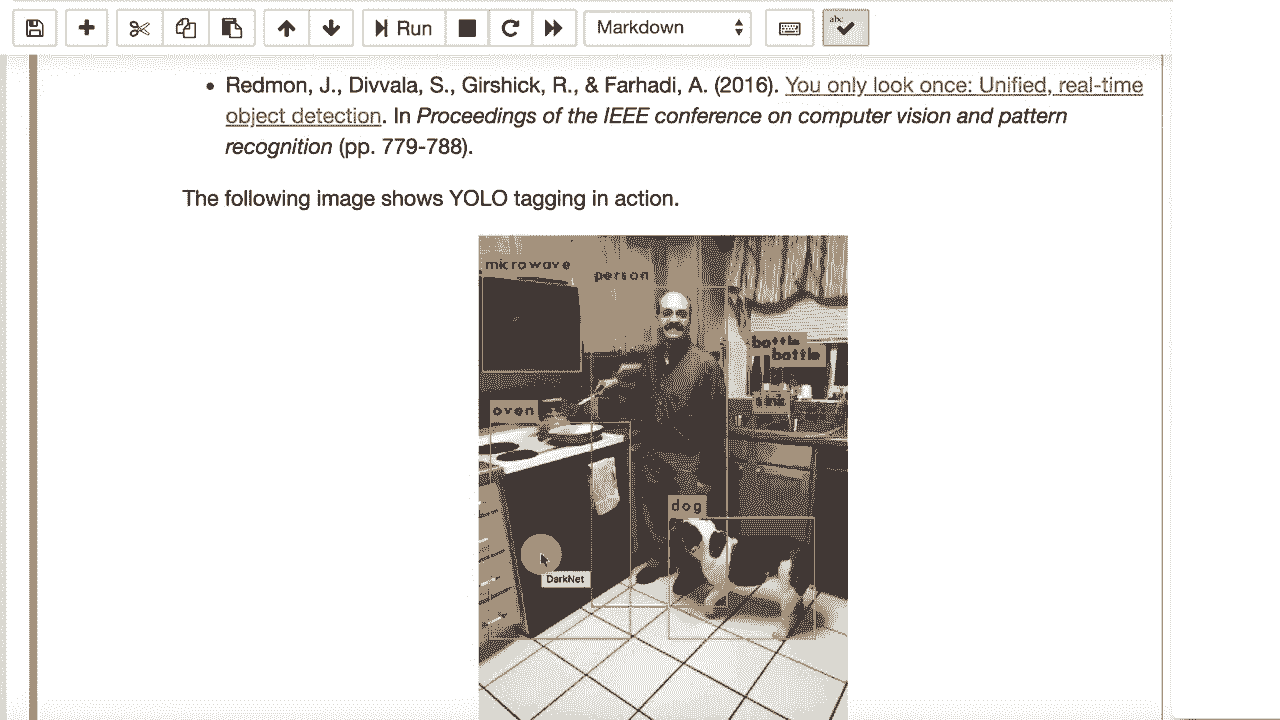 Run
Markdown
abc
• Redmon, J., Divvala, S., Girshick, R., & Farhadi, A. (2016). You only look once: Unified, real-time
object detection. In Proceedings of the IEEE conference on computer vision and pattern
recognition (pp. 779-788).
The following image shows YOLO tagging in action.
microwave
person
bottle
bottle
oven
sink
dog
DarkNet